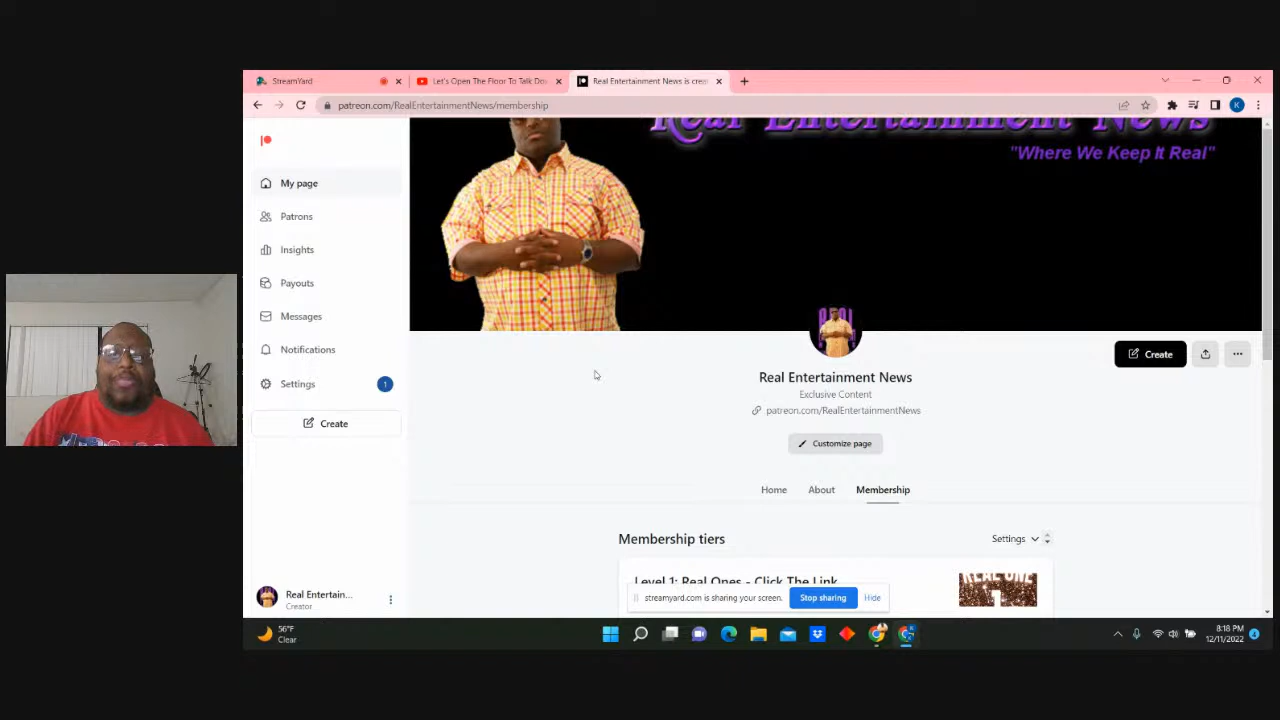 StreamYard
Let's Open The Floor To Talk Do
Real Entertainment News is crea
patreon.com/RealEntertainmentNews/membership
K
Real Entertainment News
"Where We Keep It Real"
My page
Patrons
Insights
Payouts
Messages
Notifications
Settings
1
Create
Create
Real Entertainment News
Exclusive Content
patreon.com/RealEntertainmentNews
Customize page
Home
About
Membership
Membership tiers
Settings
Level 1: Real Ones - Click The Link
REAL ONE
streamyard.com is sharing your screen.
Stop sharing
Hide
Real Entertain...
Creator
56°F
Clear
8:18 PM
12/11/2022
4